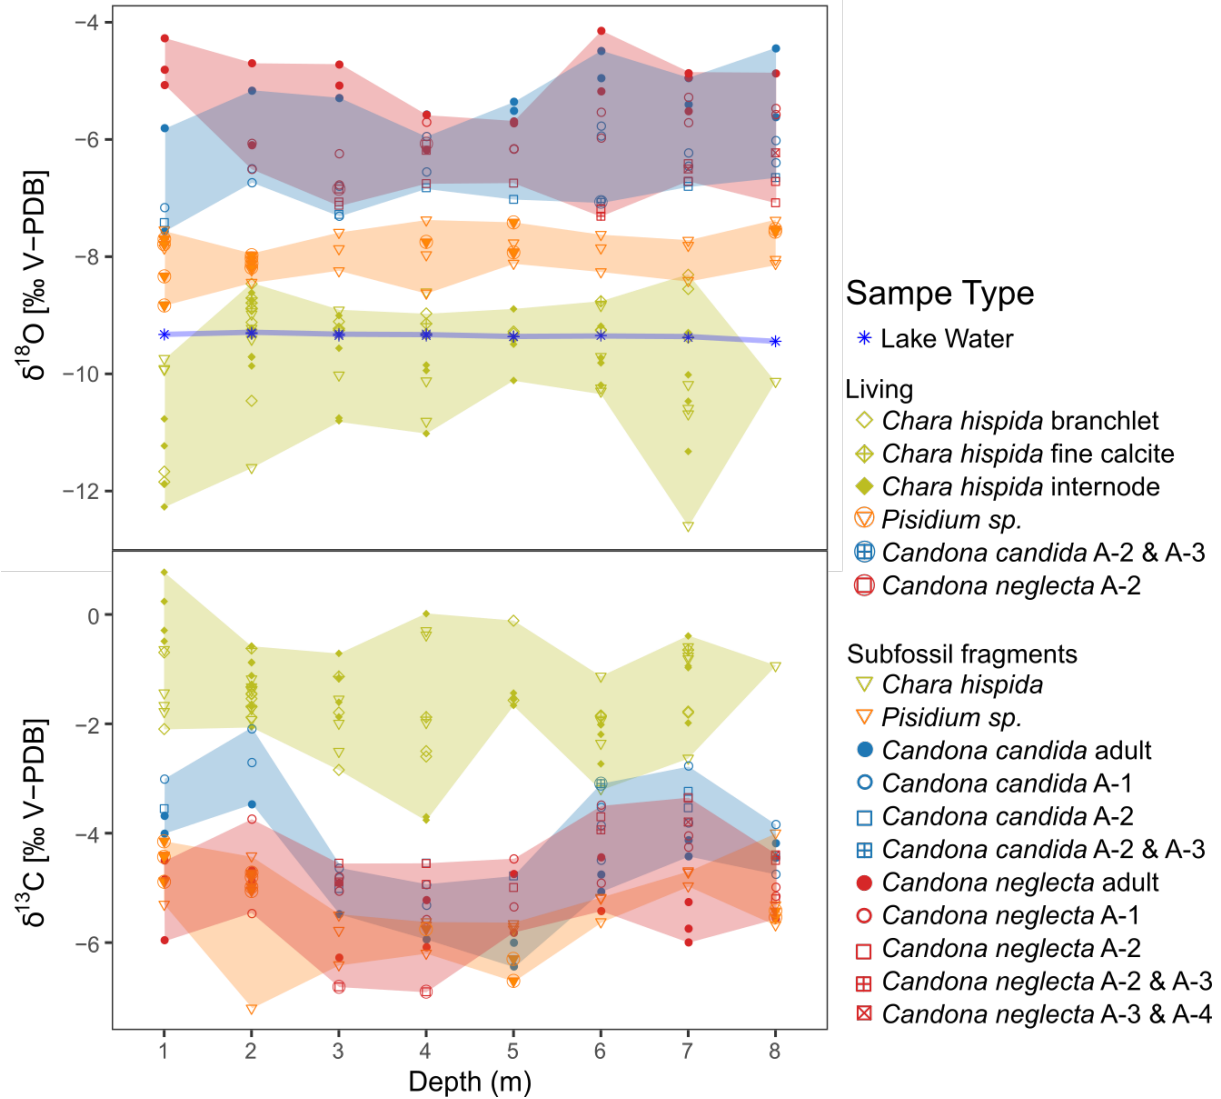 −4
−6
−8
−10
−12
δ¹⁸O [‰ V−PDB]
0
−2
−4
−6
δ¹³C [‰ V−PDB]
1 2 3 4 5 6 7 8
Depth (m)
Sampe Type
Lake Water
Living
Chara hispida branchlet
Chara hispida fine calcite
Chara hispida internode
Pisidium sp.
Candona candida A-2 & A-3
Candona neglecta A-2
Subfossil fragments
Chara hispida
Pisidium sp.
Candona candida adult
Candona candida A-1
Candona candida A-2
Candona candida A-2 & A-3
Candona neglecta adult
Candona neglecta A-1
Candona neglecta A-2
Candona neglecta A-2 & A-3
Candona neglecta A-3 & A-4